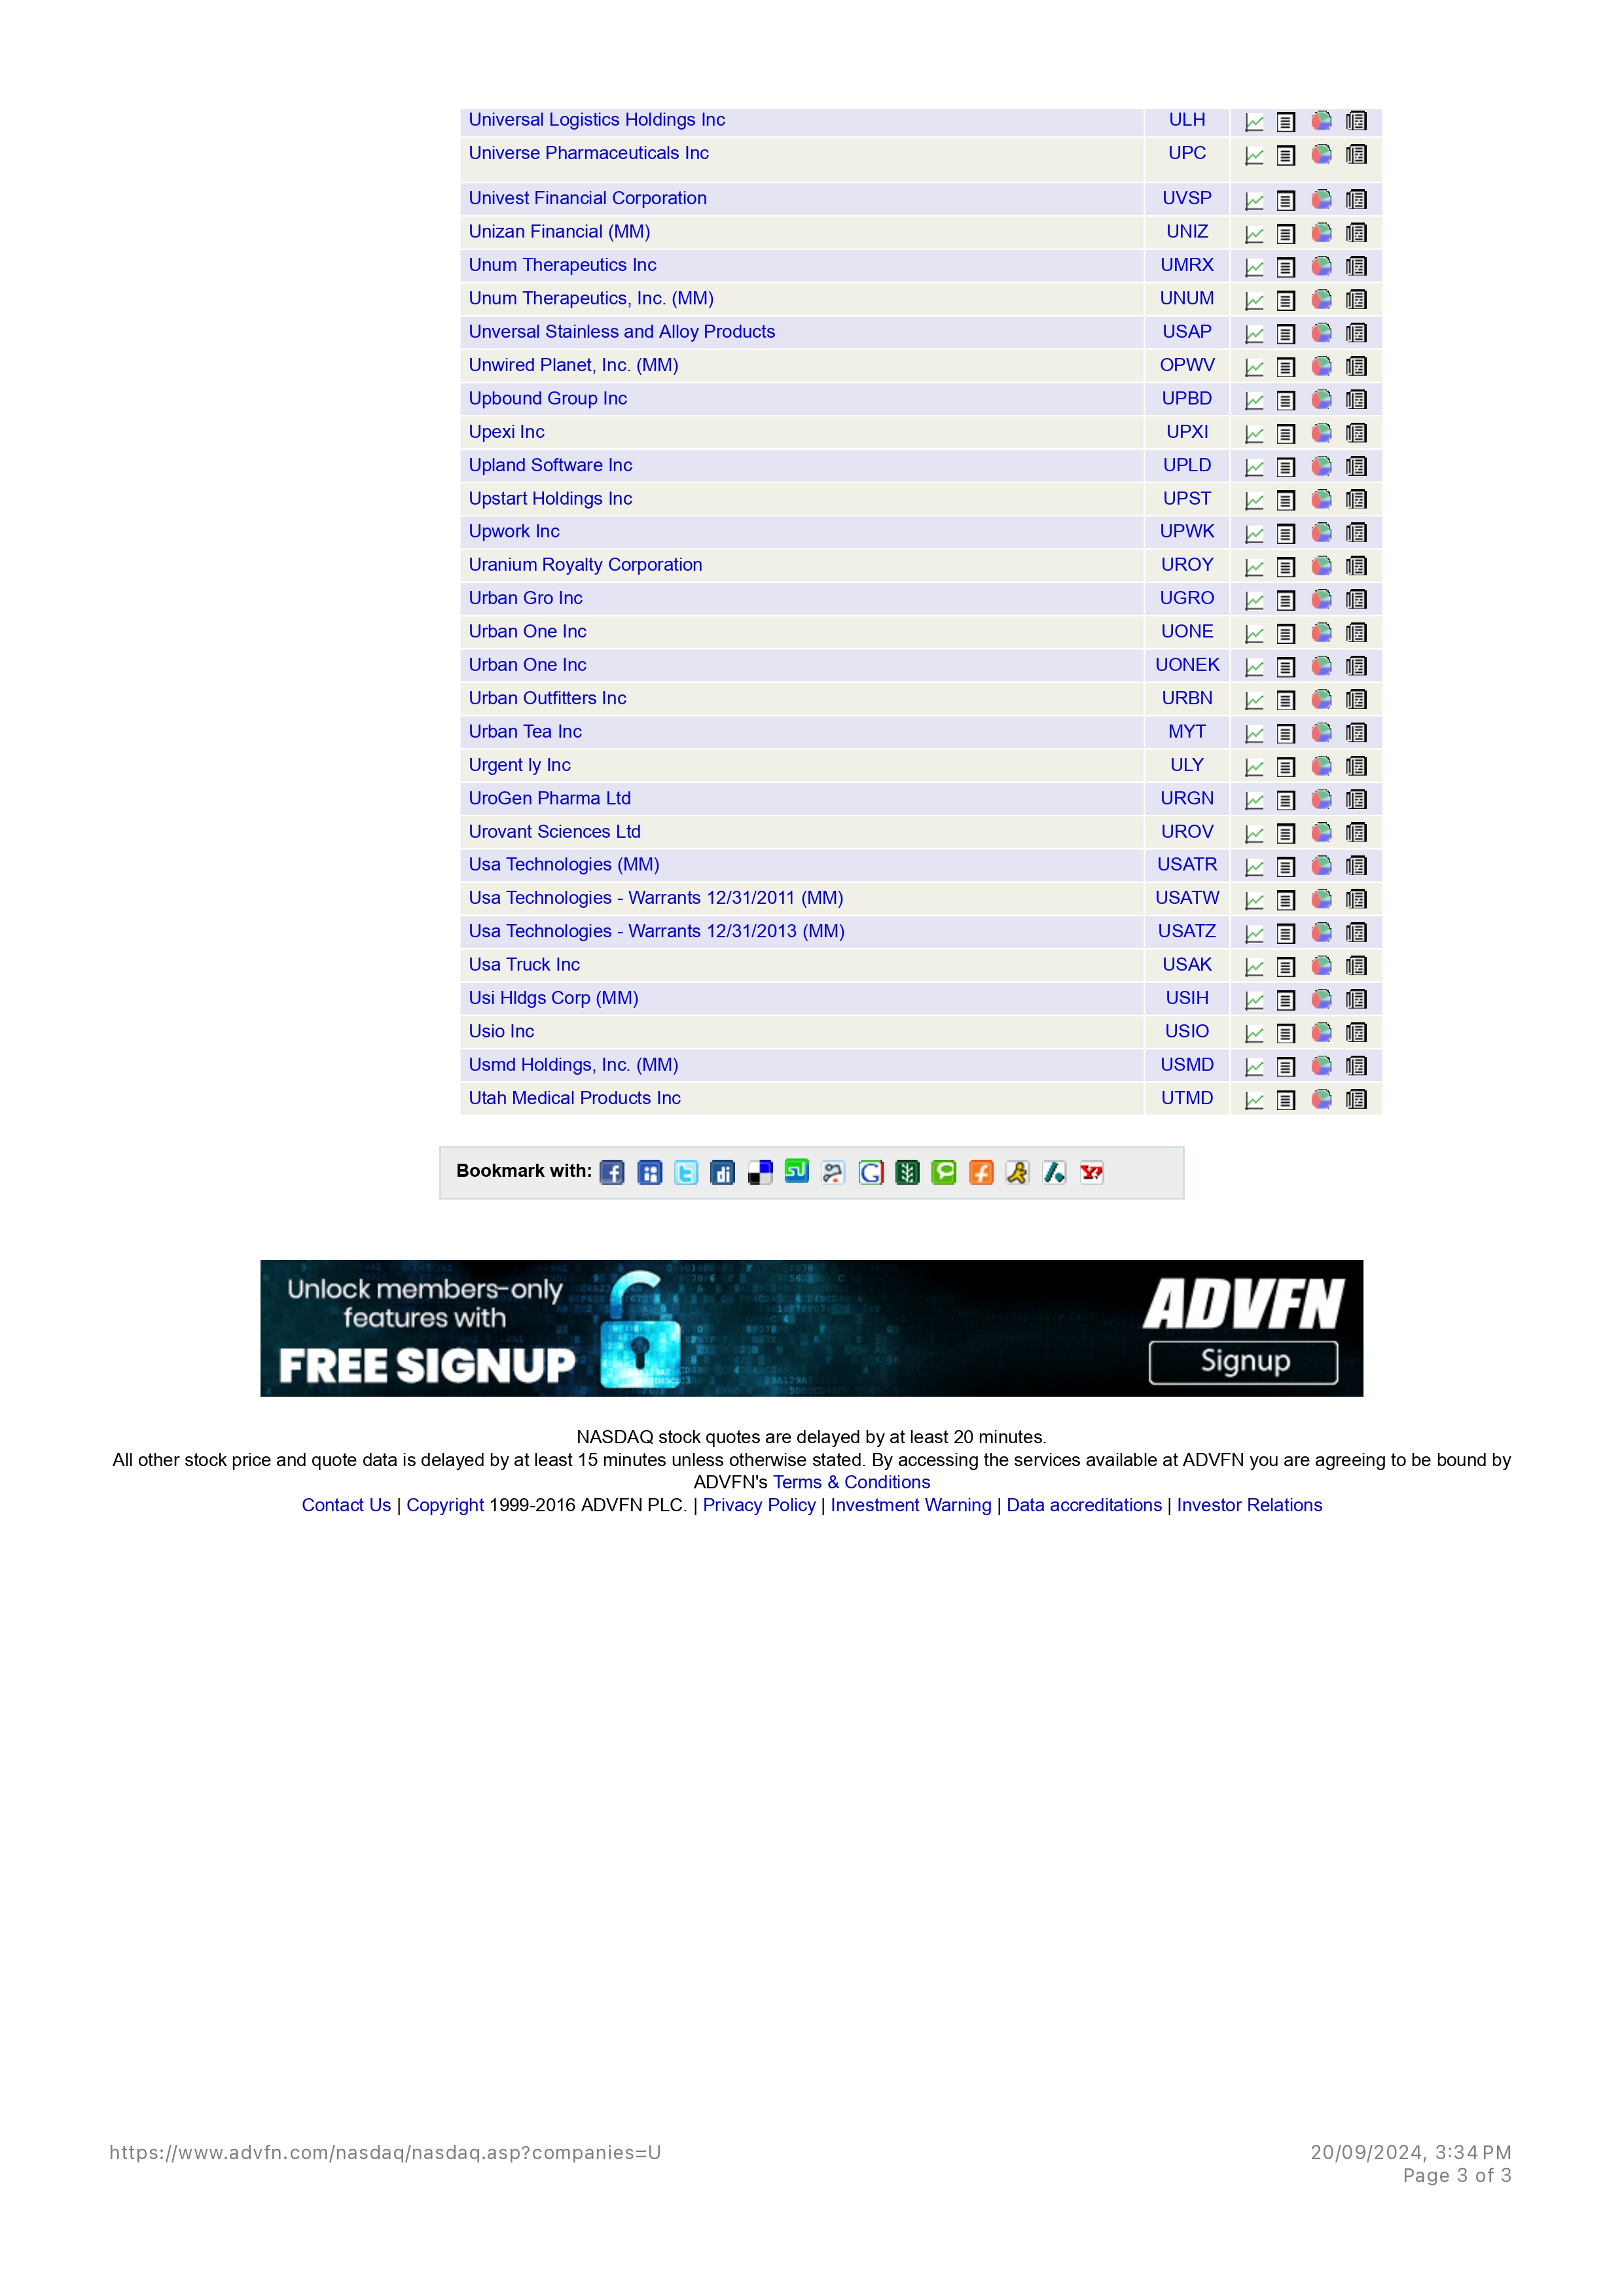 Universal Logistics Holdings Inc ULH
Universe Pharmaceuticals Inc UPC
Univest Financial Corporation UVSP
Unizan Financial (MM) UNIZ
Unum Therapeutics Inc UMRX
Unum Therapeutics, Inc. (MM) UNUM
Unversal Stainless and Alloy Products USAP
Unwired Planet, Inc. (MM) OPWV
Upbound Group Inc UPBD
Upexi Inc UPXI
Upland Software Inc UPLD
Upstart Holdings Inc UPST
Upwork Inc UPWK
Uranium Royalty Corporation UROY
Urban Gro Inc UGRO
Urban One Inc UONE
Urban One Inc UONEK
Urban Outfitters Inc URBN
Urban Tea Inc MYT
Urgent ly Inc ULY
UroGen Pharma Ltd URGN
Urovant Sciences Ltd UROV
Usa Technologies (MM) USATR
Usa Technologies - Warrants 12/31/2011 (MM) USATW
Usa Technologies - Warrants 12/31/2013 (MM) USATZ
Usa Truck Inc USAK
Usi Hldgs Corp (MM) USIH
Usio Inc USIO
Usmd Holdings, Inc. (MM) USMD
Utah Medical Products Inc UTMD
Bookmark with:
Unlock members-only
features with
FREE SIGNUP
ADVFN
Signup
NASDAQ stock quotes are delayed by at least 20 minutes.
All other stock price and quote data is delayed by at least 15 minutes unless otherwise stated. By accessing the services available at ADVFN you are agreeing to be bound by
ADVFN's Terms & Conditions
Contact Us | Copyright 1999-2016 ADVFN PLC. | Privacy Policy | Investment Warning | Data accreditations | Investor Relations
https://www.advfn.com/nasdaq/nasdaq.asp?companies=U 20/09/2024, 3:34 PM
Page 3 of 3